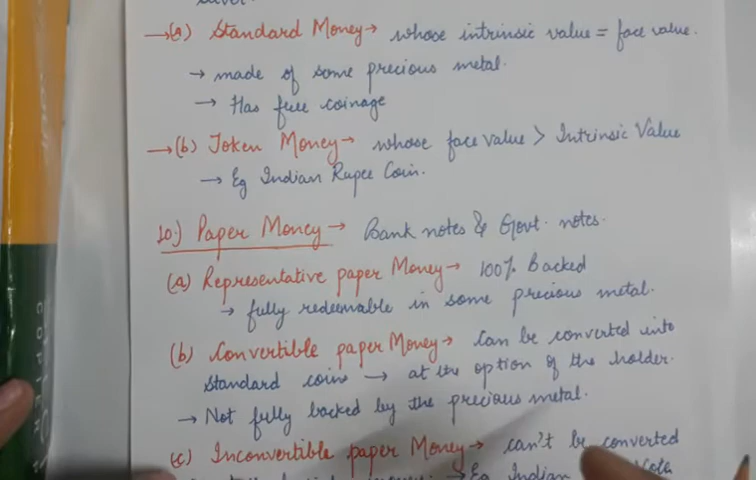 →(a) Standard Money → whose intrinsic value = face value.
→ made of some precious metal.
→ Has free coinage
→(b) Token Money → whose face value > Intrinsic Value
→ Eg Indian Rupee Coin.
10.) Paper Money → Bank notes & Govt. notes.
(a) Representative paper Money → 100% Backed
→ fully redeemable in some precious metal.
(b) Convertible paper Money → can be converted into
Standard coins → at the option of the holder.
→ Not fully backed by the precious metal.
(c) Inconvertible paper Money → can't be converted
→ Eg Indian